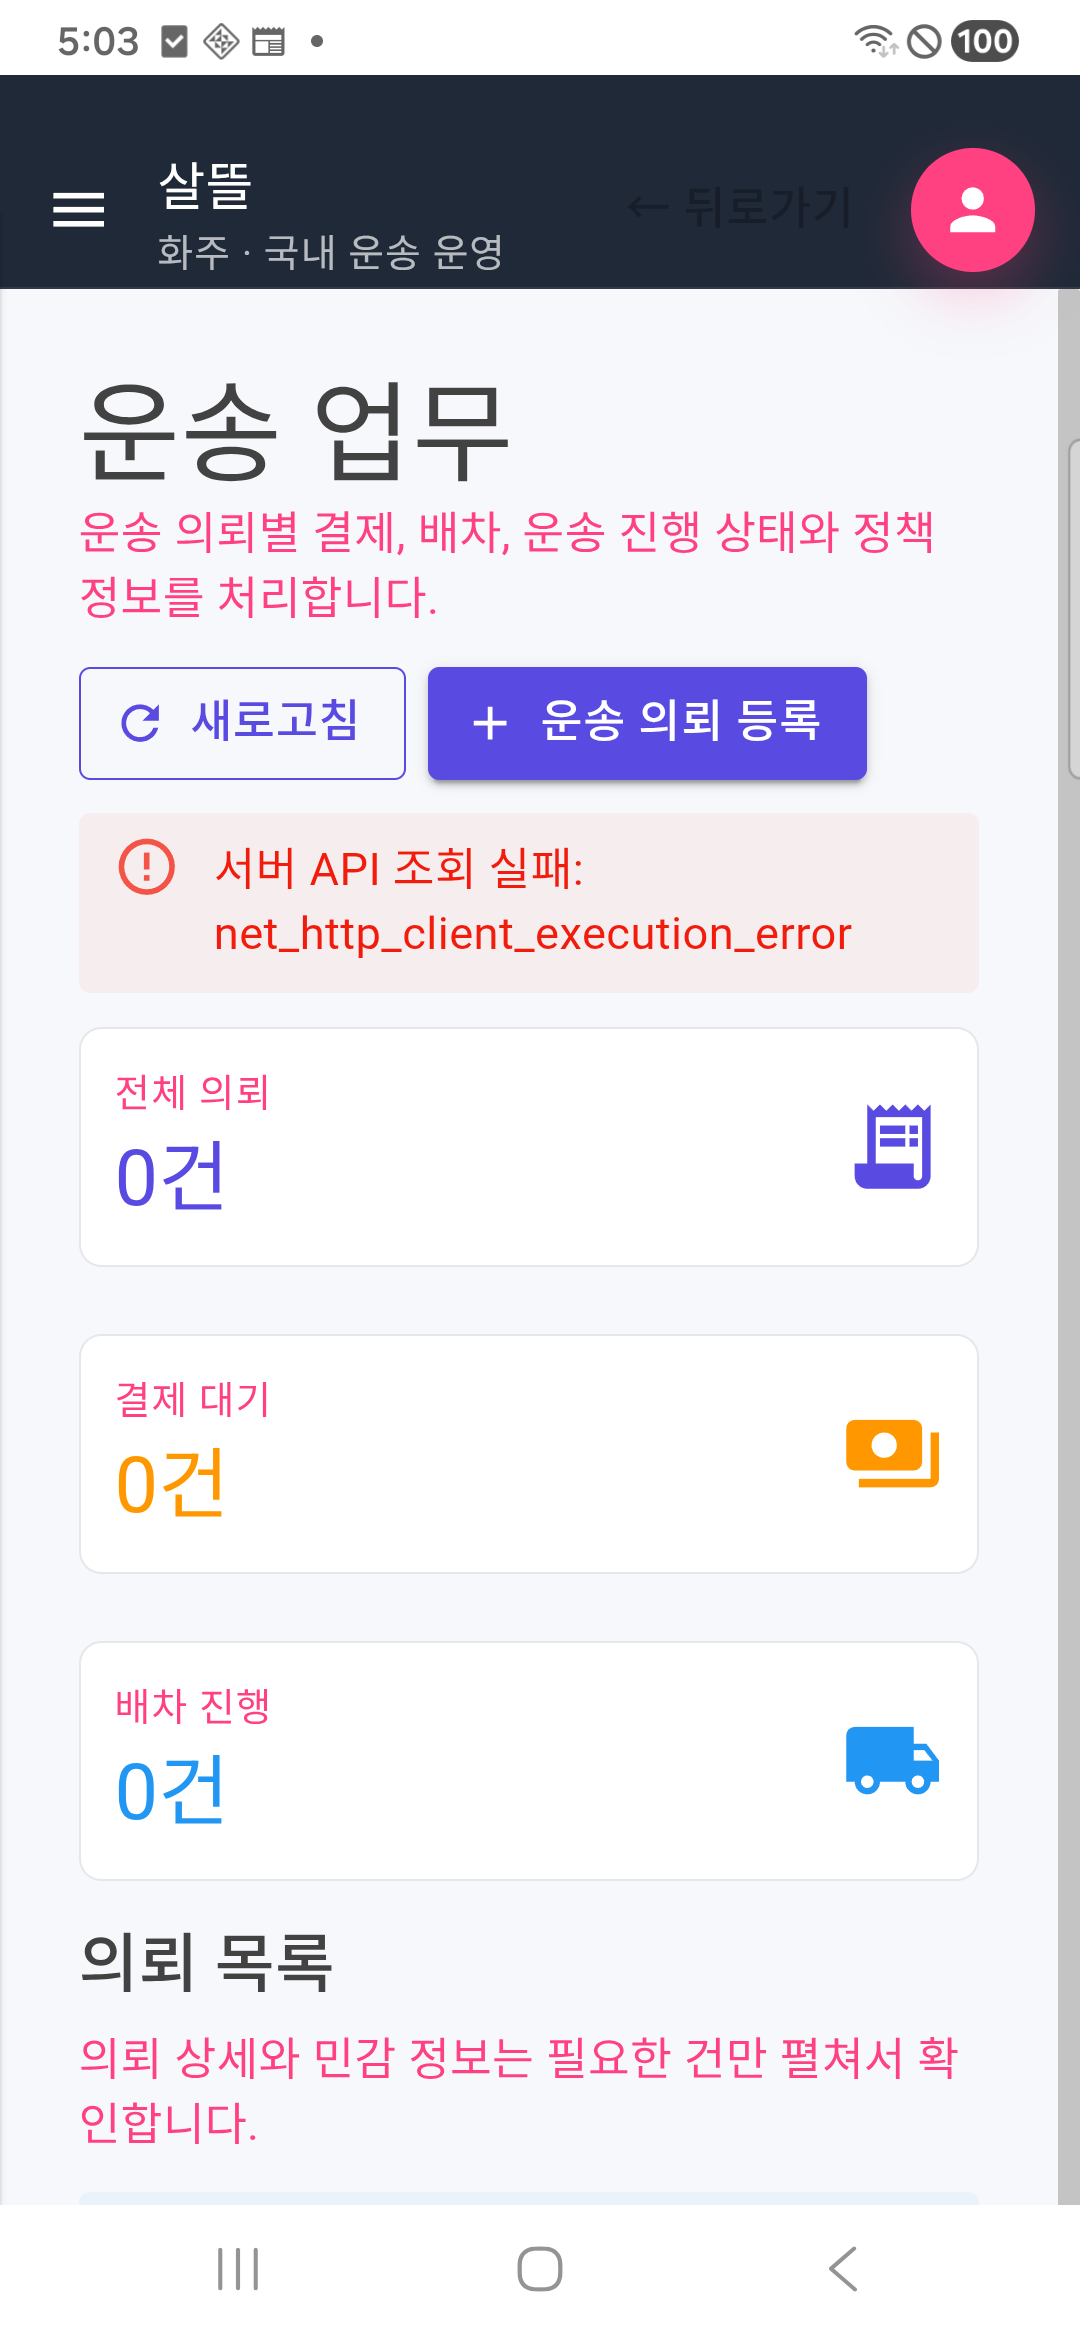 5:03
100
살뜰
← 뒤로가기
화주 · 국내 운송 운영
운송 업무
운송 의뢰별 결제, 배차, 운송 진행 상태와 정책
정보를 처리합니다.
새로고침
+ 운송 의뢰 등록
서버 API 조회 실패:
net_http_client_execution_error
전체 의뢰
0건
결제 대기
0건
배차 진행
0건
의뢰 목록
의뢰 상세와 민감 정보는 필요한 건만 펼쳐서 확
인합니다.